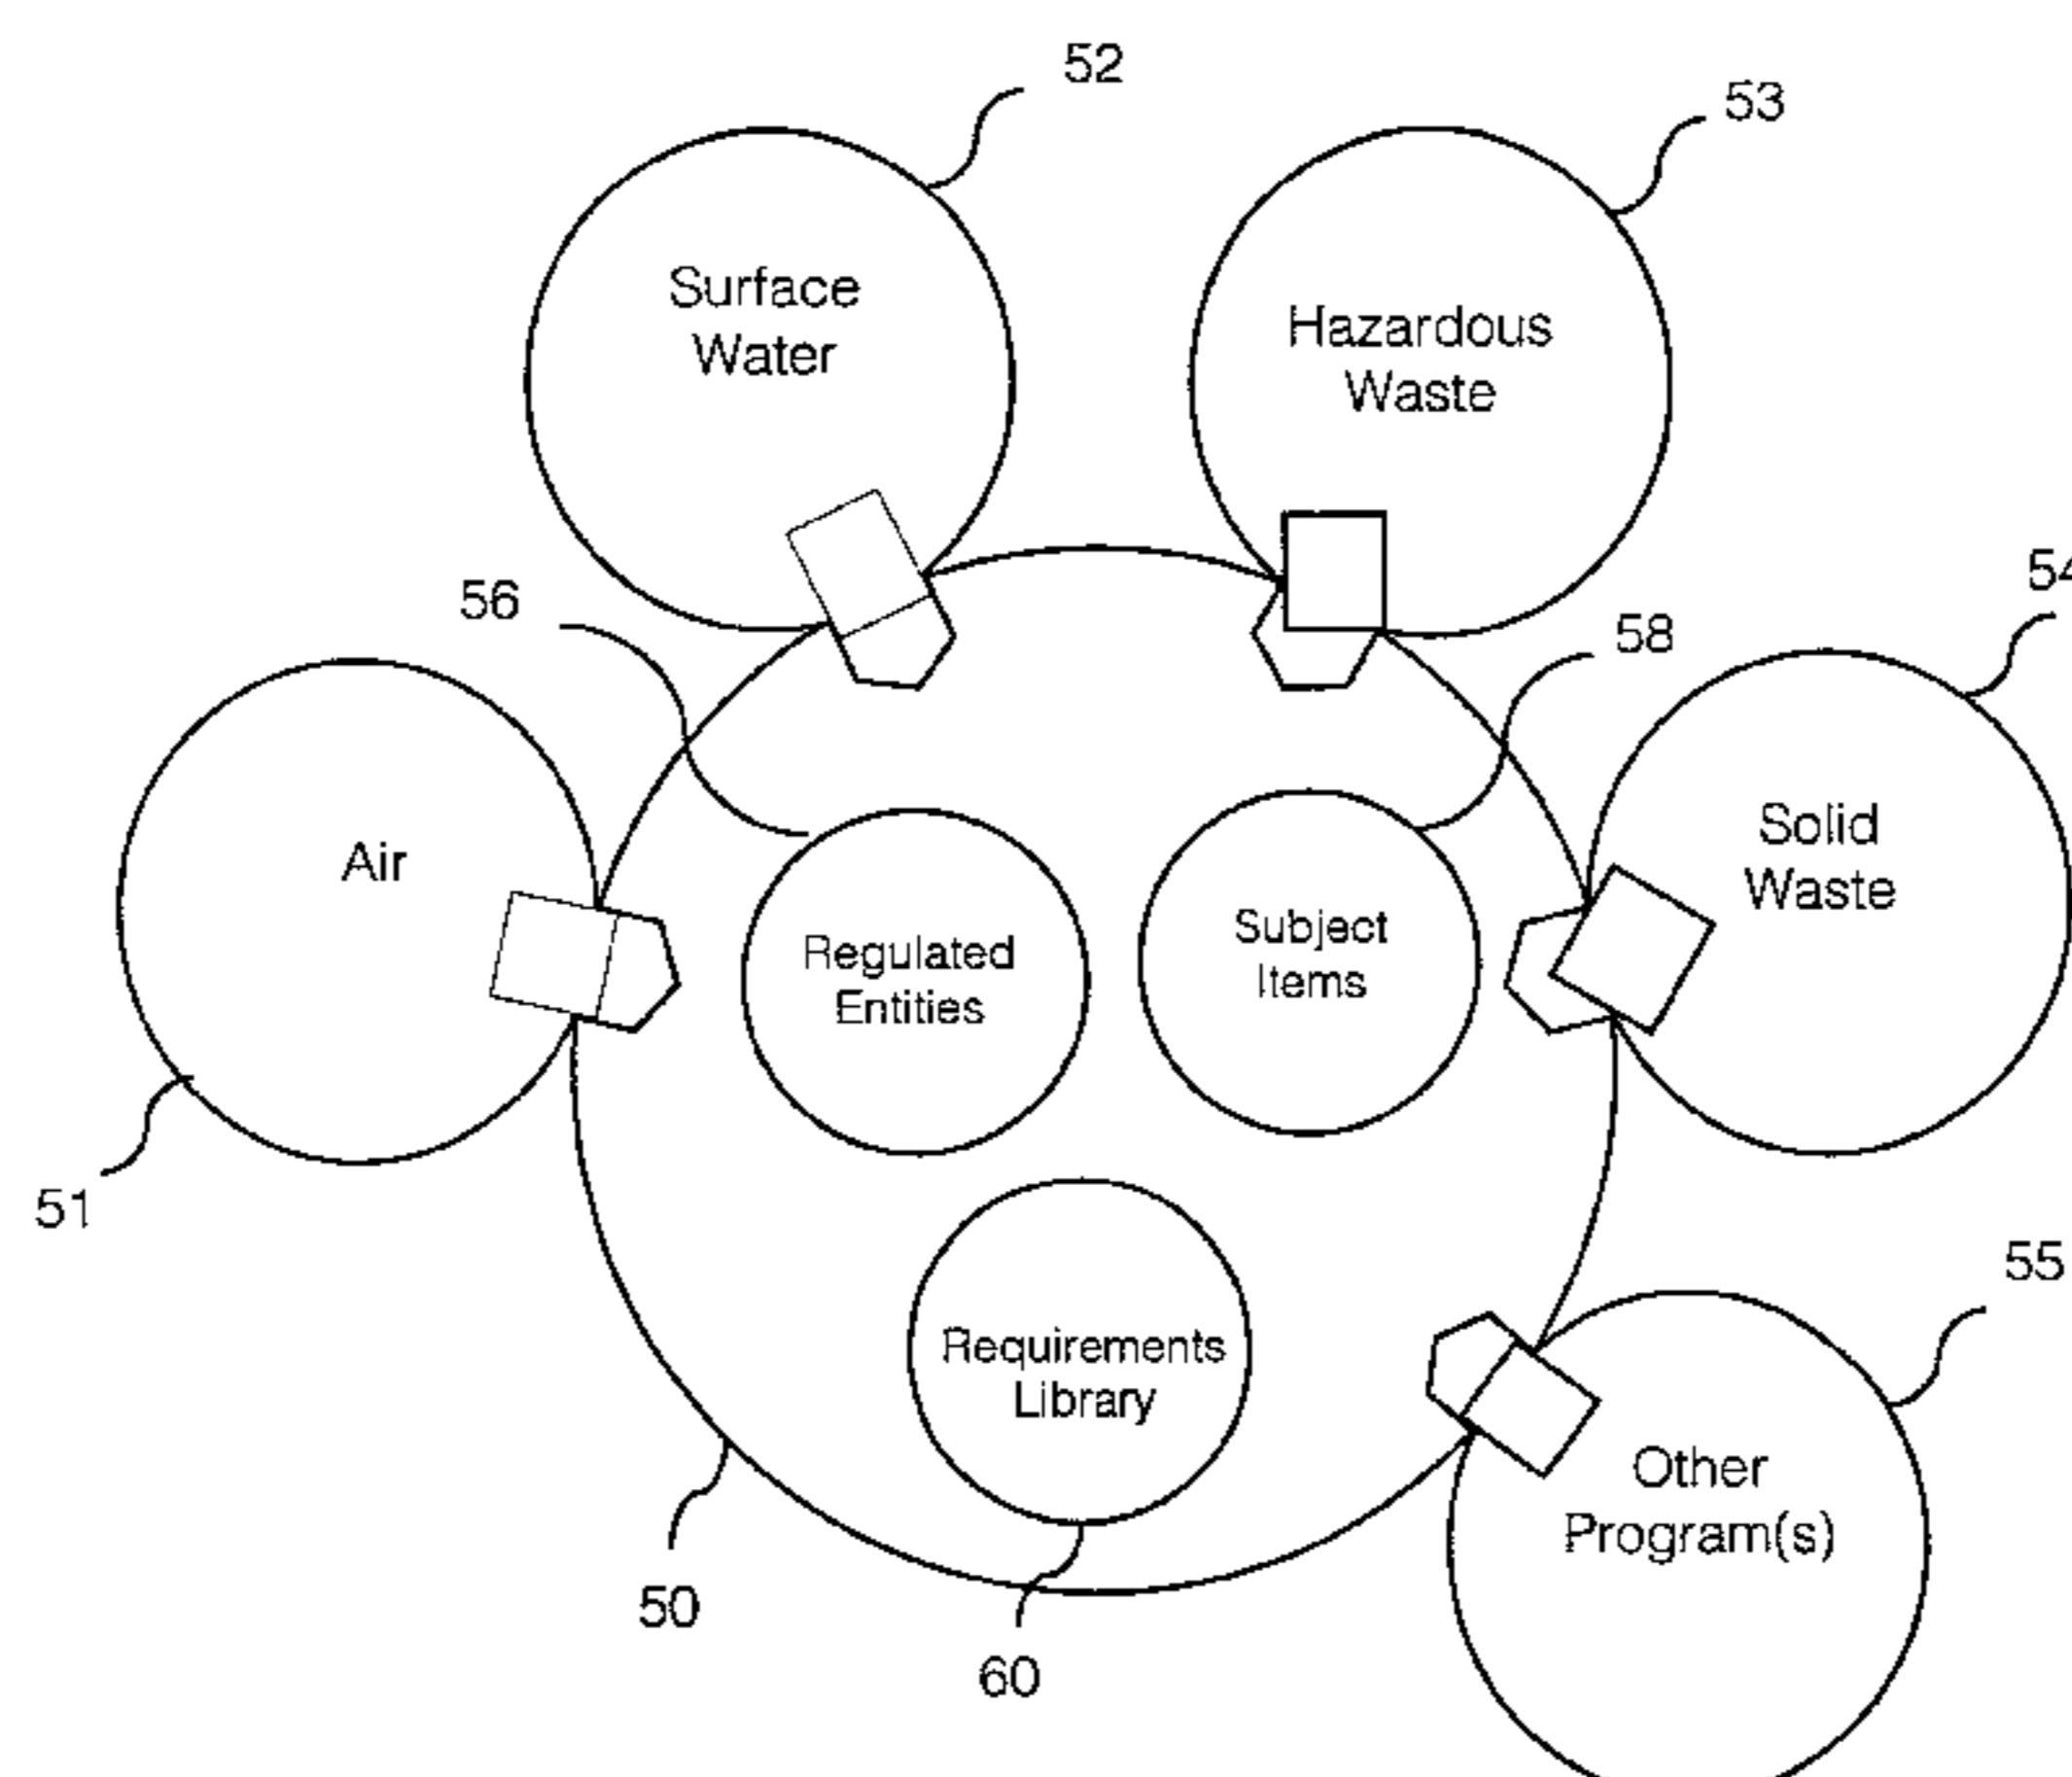 52
53
Surface
Water
Hazardous
Waste
54
56
58
Solid
Waste
Air
Regulated
Entities
Subject
Items
51
55
Requirements
Library
Other
Program(s)
50
60